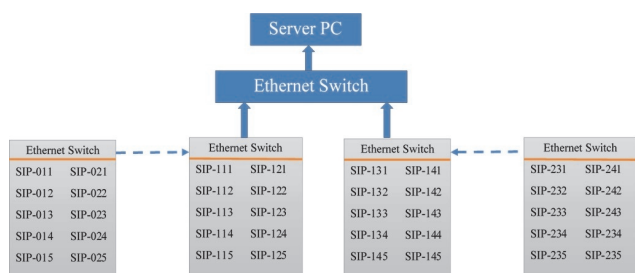 Server PC
Ethernet Switch
Ethernet Switch
SIP-011 SIP-021
SIP-012 SIP-022
SIP-013 SIP-023
SIP-014 SIP-024
SIP-015 SIP-025
Ethernet Switch
SIP-111 SIP-121
SIP-112 SIP-122
SIP-113 SIP-123
SIP-114 SIP-124
SIP-115 SIP-125
Ethernet Switch
SIP-131 SIP-141
SIP-132 SIP-142
SIP-133 SIP-143
SIP-134 SIP-144
SIP-145 SIP-145
Ethernet Switch
SIP-231 SIP-241
SIP-232 SIP-242
SIP-233 SIP-243
SIP-234 SIP-234
SIP-235 SIP-235